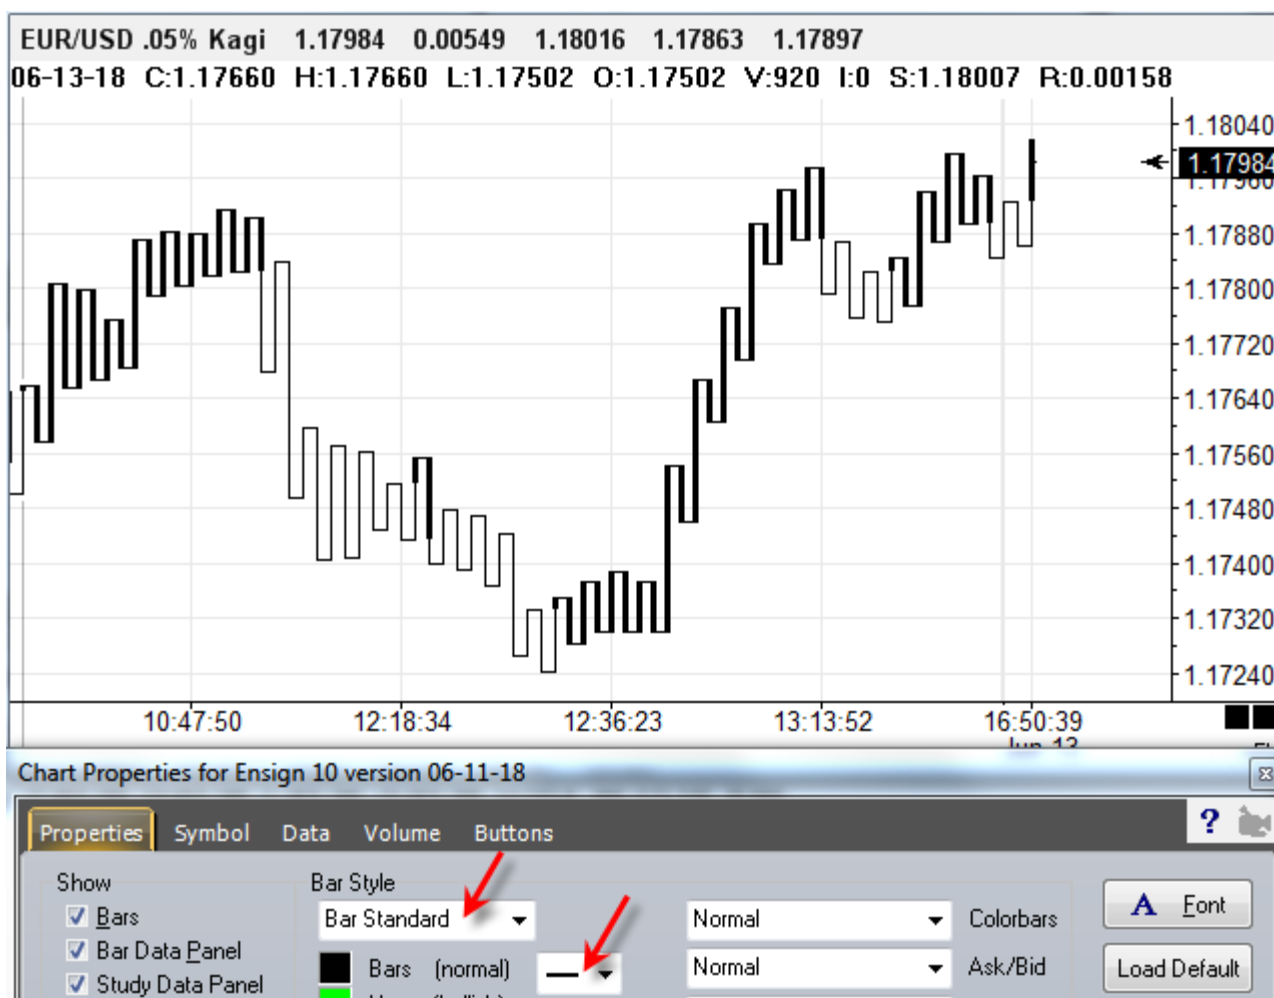 EUR/USD .05% Kagi 1.17984 0.00549 1.18016 1.17863 1.17897
06-13-18 C:1.17660 H:1.17660 L:1.17502 O:1.17502 V:920 I:0 S:1.18007 R:0.00158
1.18040
1.17984
1.17960
1.17880
1.17800
1.17720
1.17640
1.17560
1.17480
1.17400
1.17320
1.17240
10:47:50 12:18:34 12:36:23 13:13:52 16:50:39
Jun-13
Chart Properties for Ensign 10 version 06-11-18
Properties Symbol Data Volume Buttons
?
Show Bar Style
Bars Bar Standard Normal Colorbars A Font
Bar Data Panel Bars (normal) Normal Ask/Bid Load Default
Study Data Panel